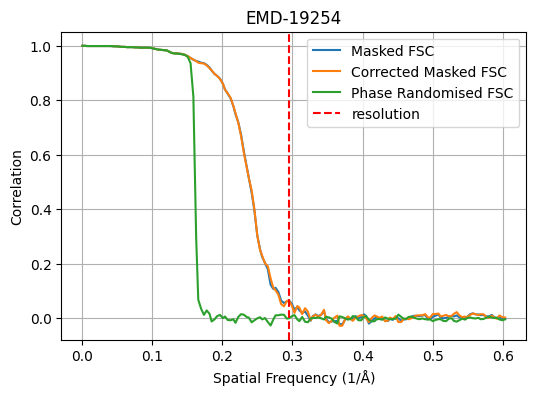 EMD-19254
Masked FSC
Corrected Masked FSC
Phase Randomised FSC
resolution
Correlation
1.0
0.8
0.6
0.4
0.2
0.0
0.0 0.1 0.2 0.3 0.4 0.5 0.6
Spatial Frequency (1/Å)